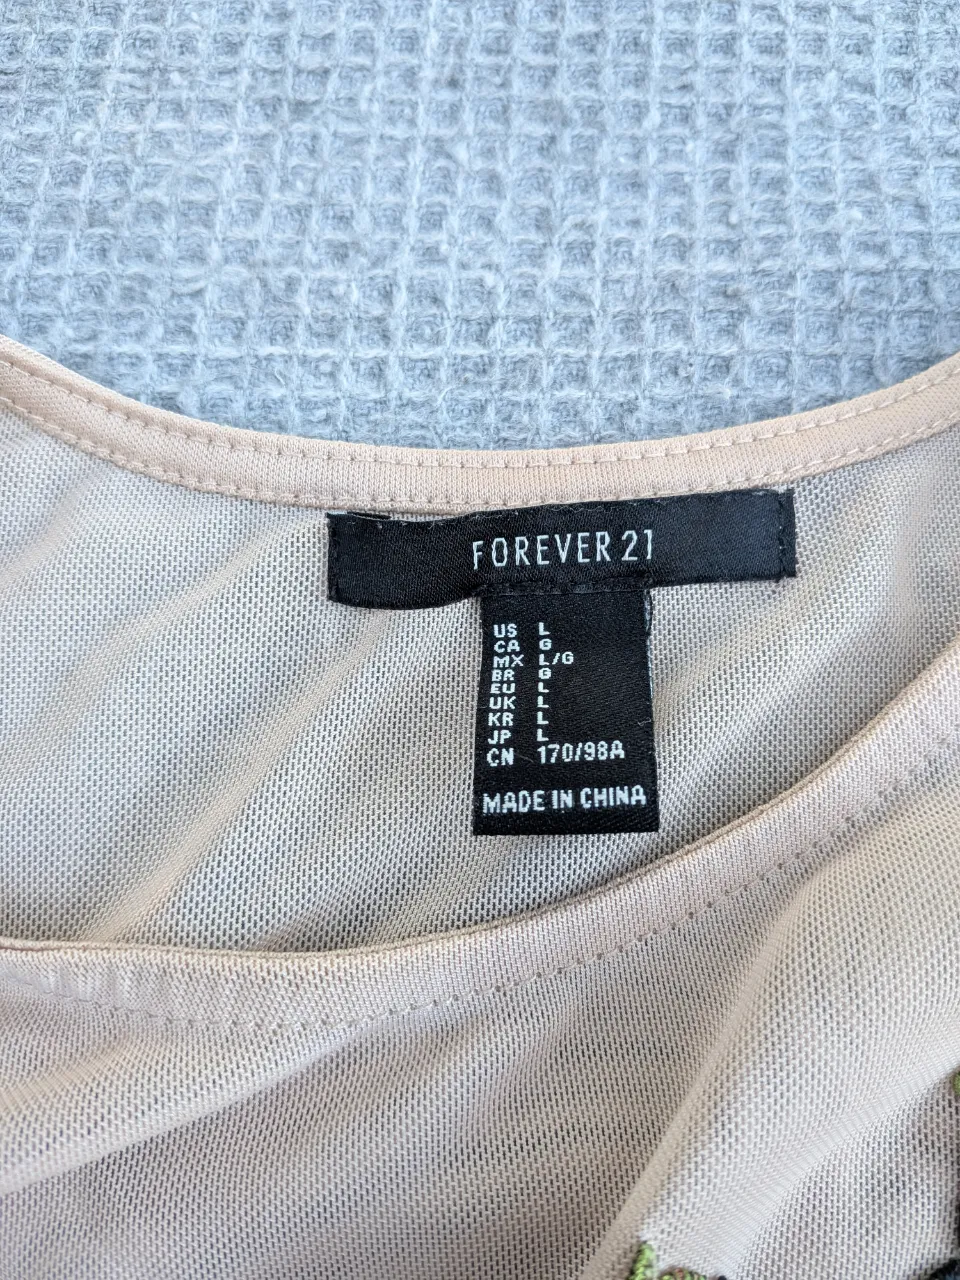 FOREVER 21
US L
CA G
MX L/G
BR G
EU L
UK L
KR L
JP L
CN 170/98A
MADE IN CHINA